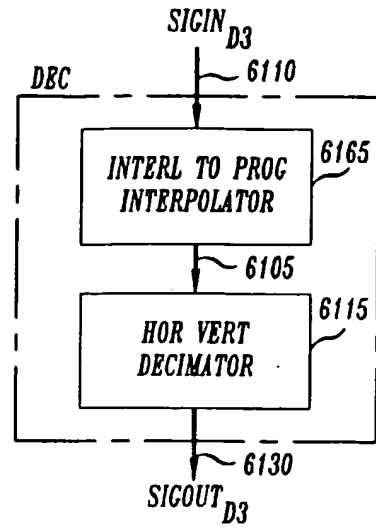 SIGIN D3
6110
DEC
INTERL TO PROG
INTERPOLATOR
6165
6105
6115
HOR VERT
DECIMATOR
6130
SIGOUT D3